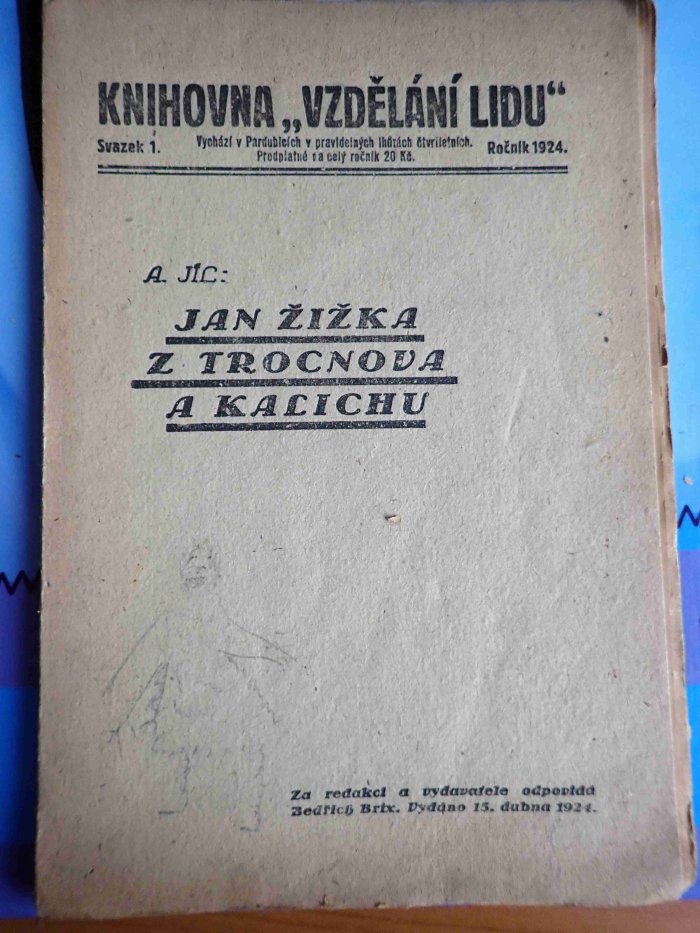 KNIHOVNA „VZDĚLÁNÍ LIDU“
Svazek 1.
Vychází v Pardubicích v pravidelných lhůtách čtvrtletních.
Předplatné na celý ročník 20 Kč.
Ročník 1924.
A. JÍL:
JAN ŽIŽKA
Z TROCNOVA
A KALICHU
Za redakci a vydavatele odpovídá
Bedřich Brix. Vydáno 15. dubna 1924.